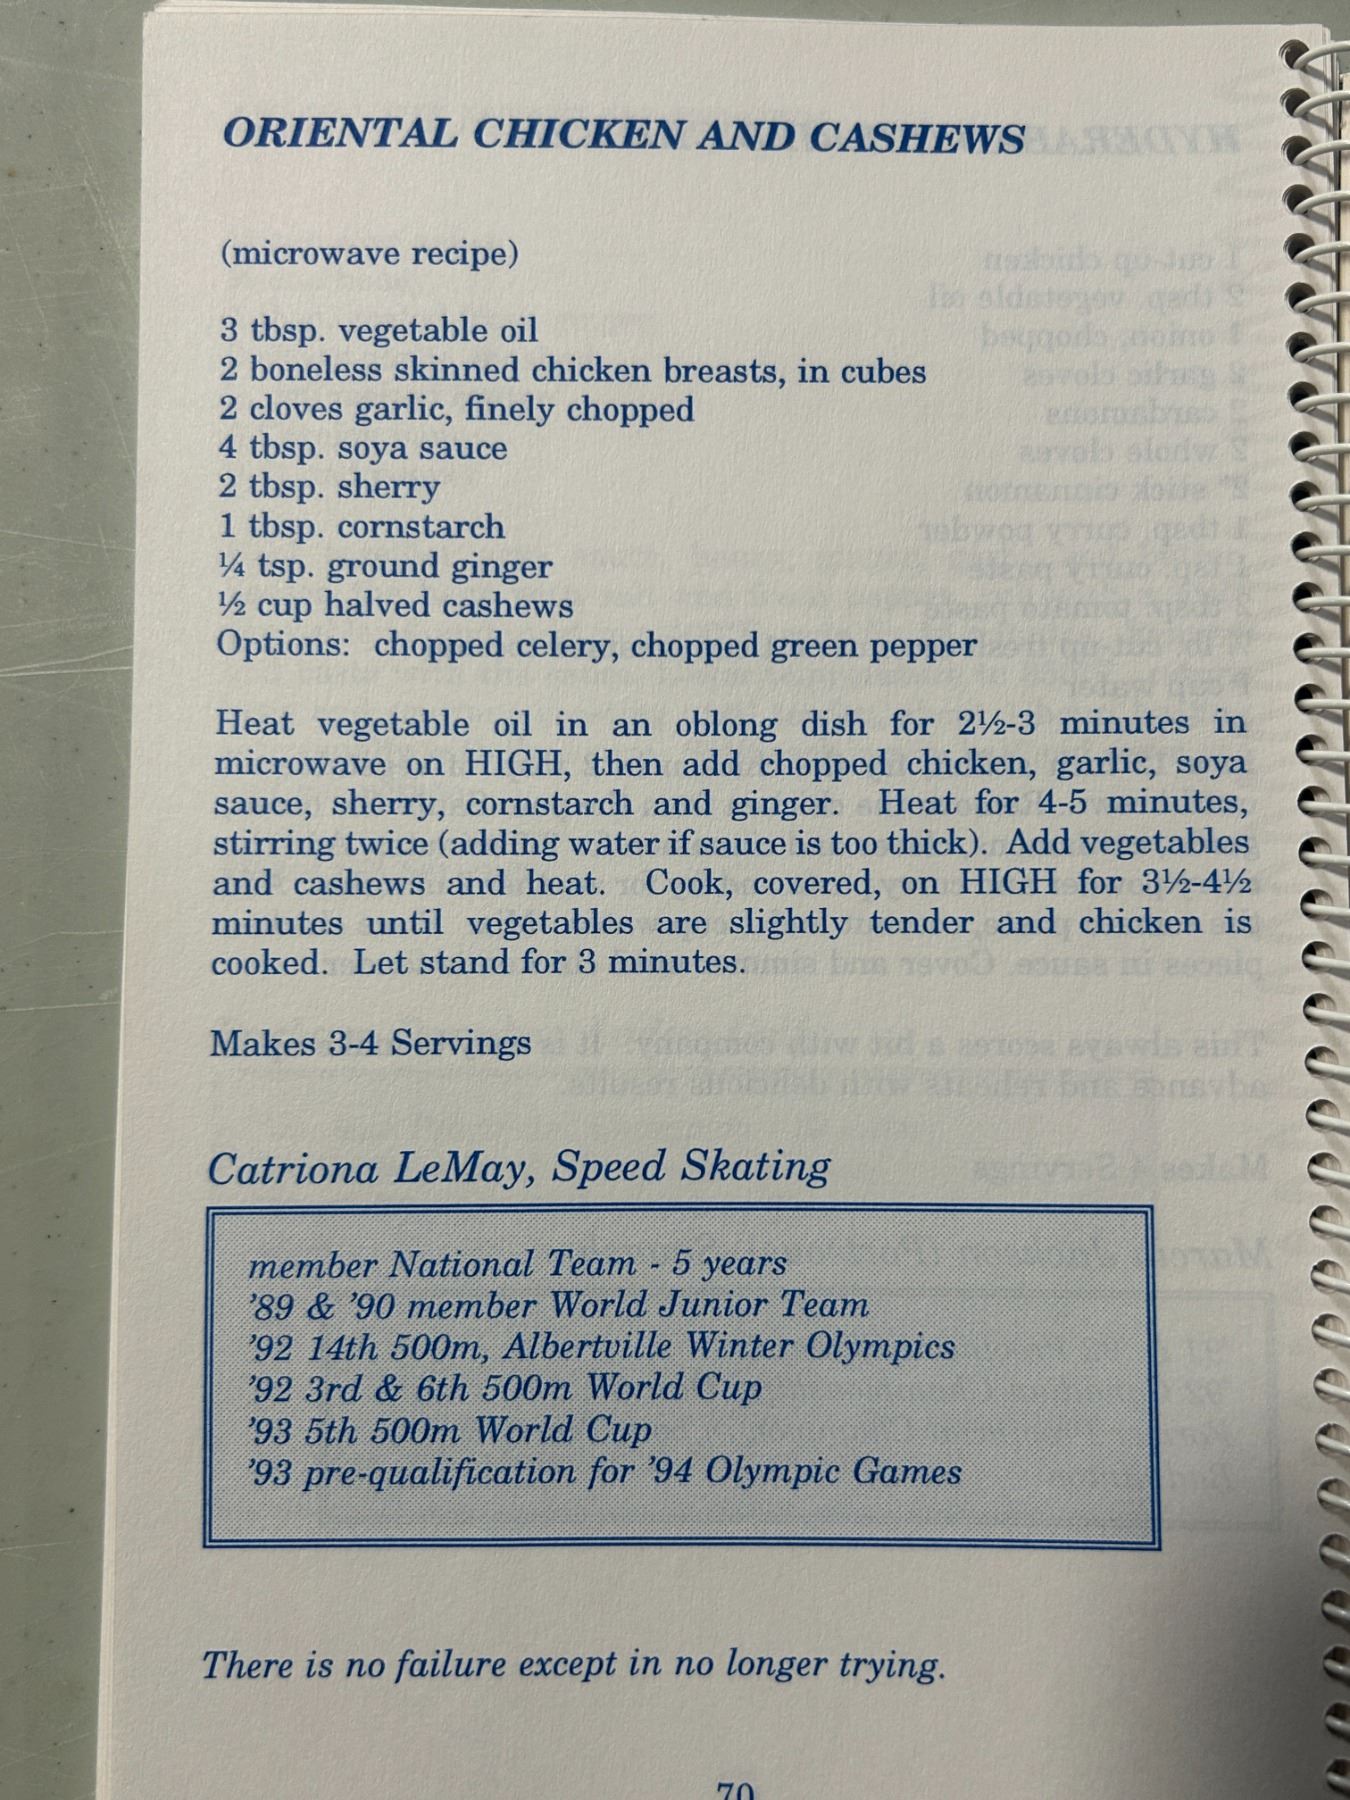 ORIENTAL CHICKEN AND CASHEWS
(microwave recipe)
3 tbsp. vegetable oil
2 boneless skinned chicken breasts, in cubes
2 cloves garlic, finely chopped
4 tbsp. soya sauce
2 tbsp. sherry
1 tbsp. cornstarch
¼ tsp. ground ginger
½ cup halved cashews
Options: chopped celery, chopped green pepper
Heat vegetable oil in an oblong dish for 2½-3 minutes in
microwave on HIGH, then add chopped chicken, garlic, soya
sauce, sherry, cornstarch and ginger. Heat for 4-5 minutes,
stirring twice (adding water if sauce is too thick). Add vegetables
and cashews and heat. Cook, covered, on HIGH for 3½-4½
minutes until vegetables are slightly tender and chicken is
cooked. Let stand for 3 minutes.
Makes 3-4 Servings
Catriona LeMay, Speed Skating
member National Team - 5 years
'89 & '90 member World Junior Team
'92 14th 500m, Albertville Winter Olympics
'92 3rd & 6th 500m World Cup
'93 5th 500m World Cup
'93 pre-qualification for '94 Olympic Games
There is no failure except in no longer trying.
70